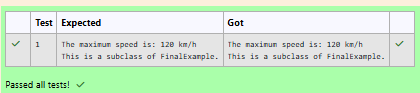 Test Expected Got
1 The maximum speed is: 120 km/h The maximum speed is: 120 km/h
This is a subclass of FinalExample. This is a subclass of FinalExample.
Passed all tests!